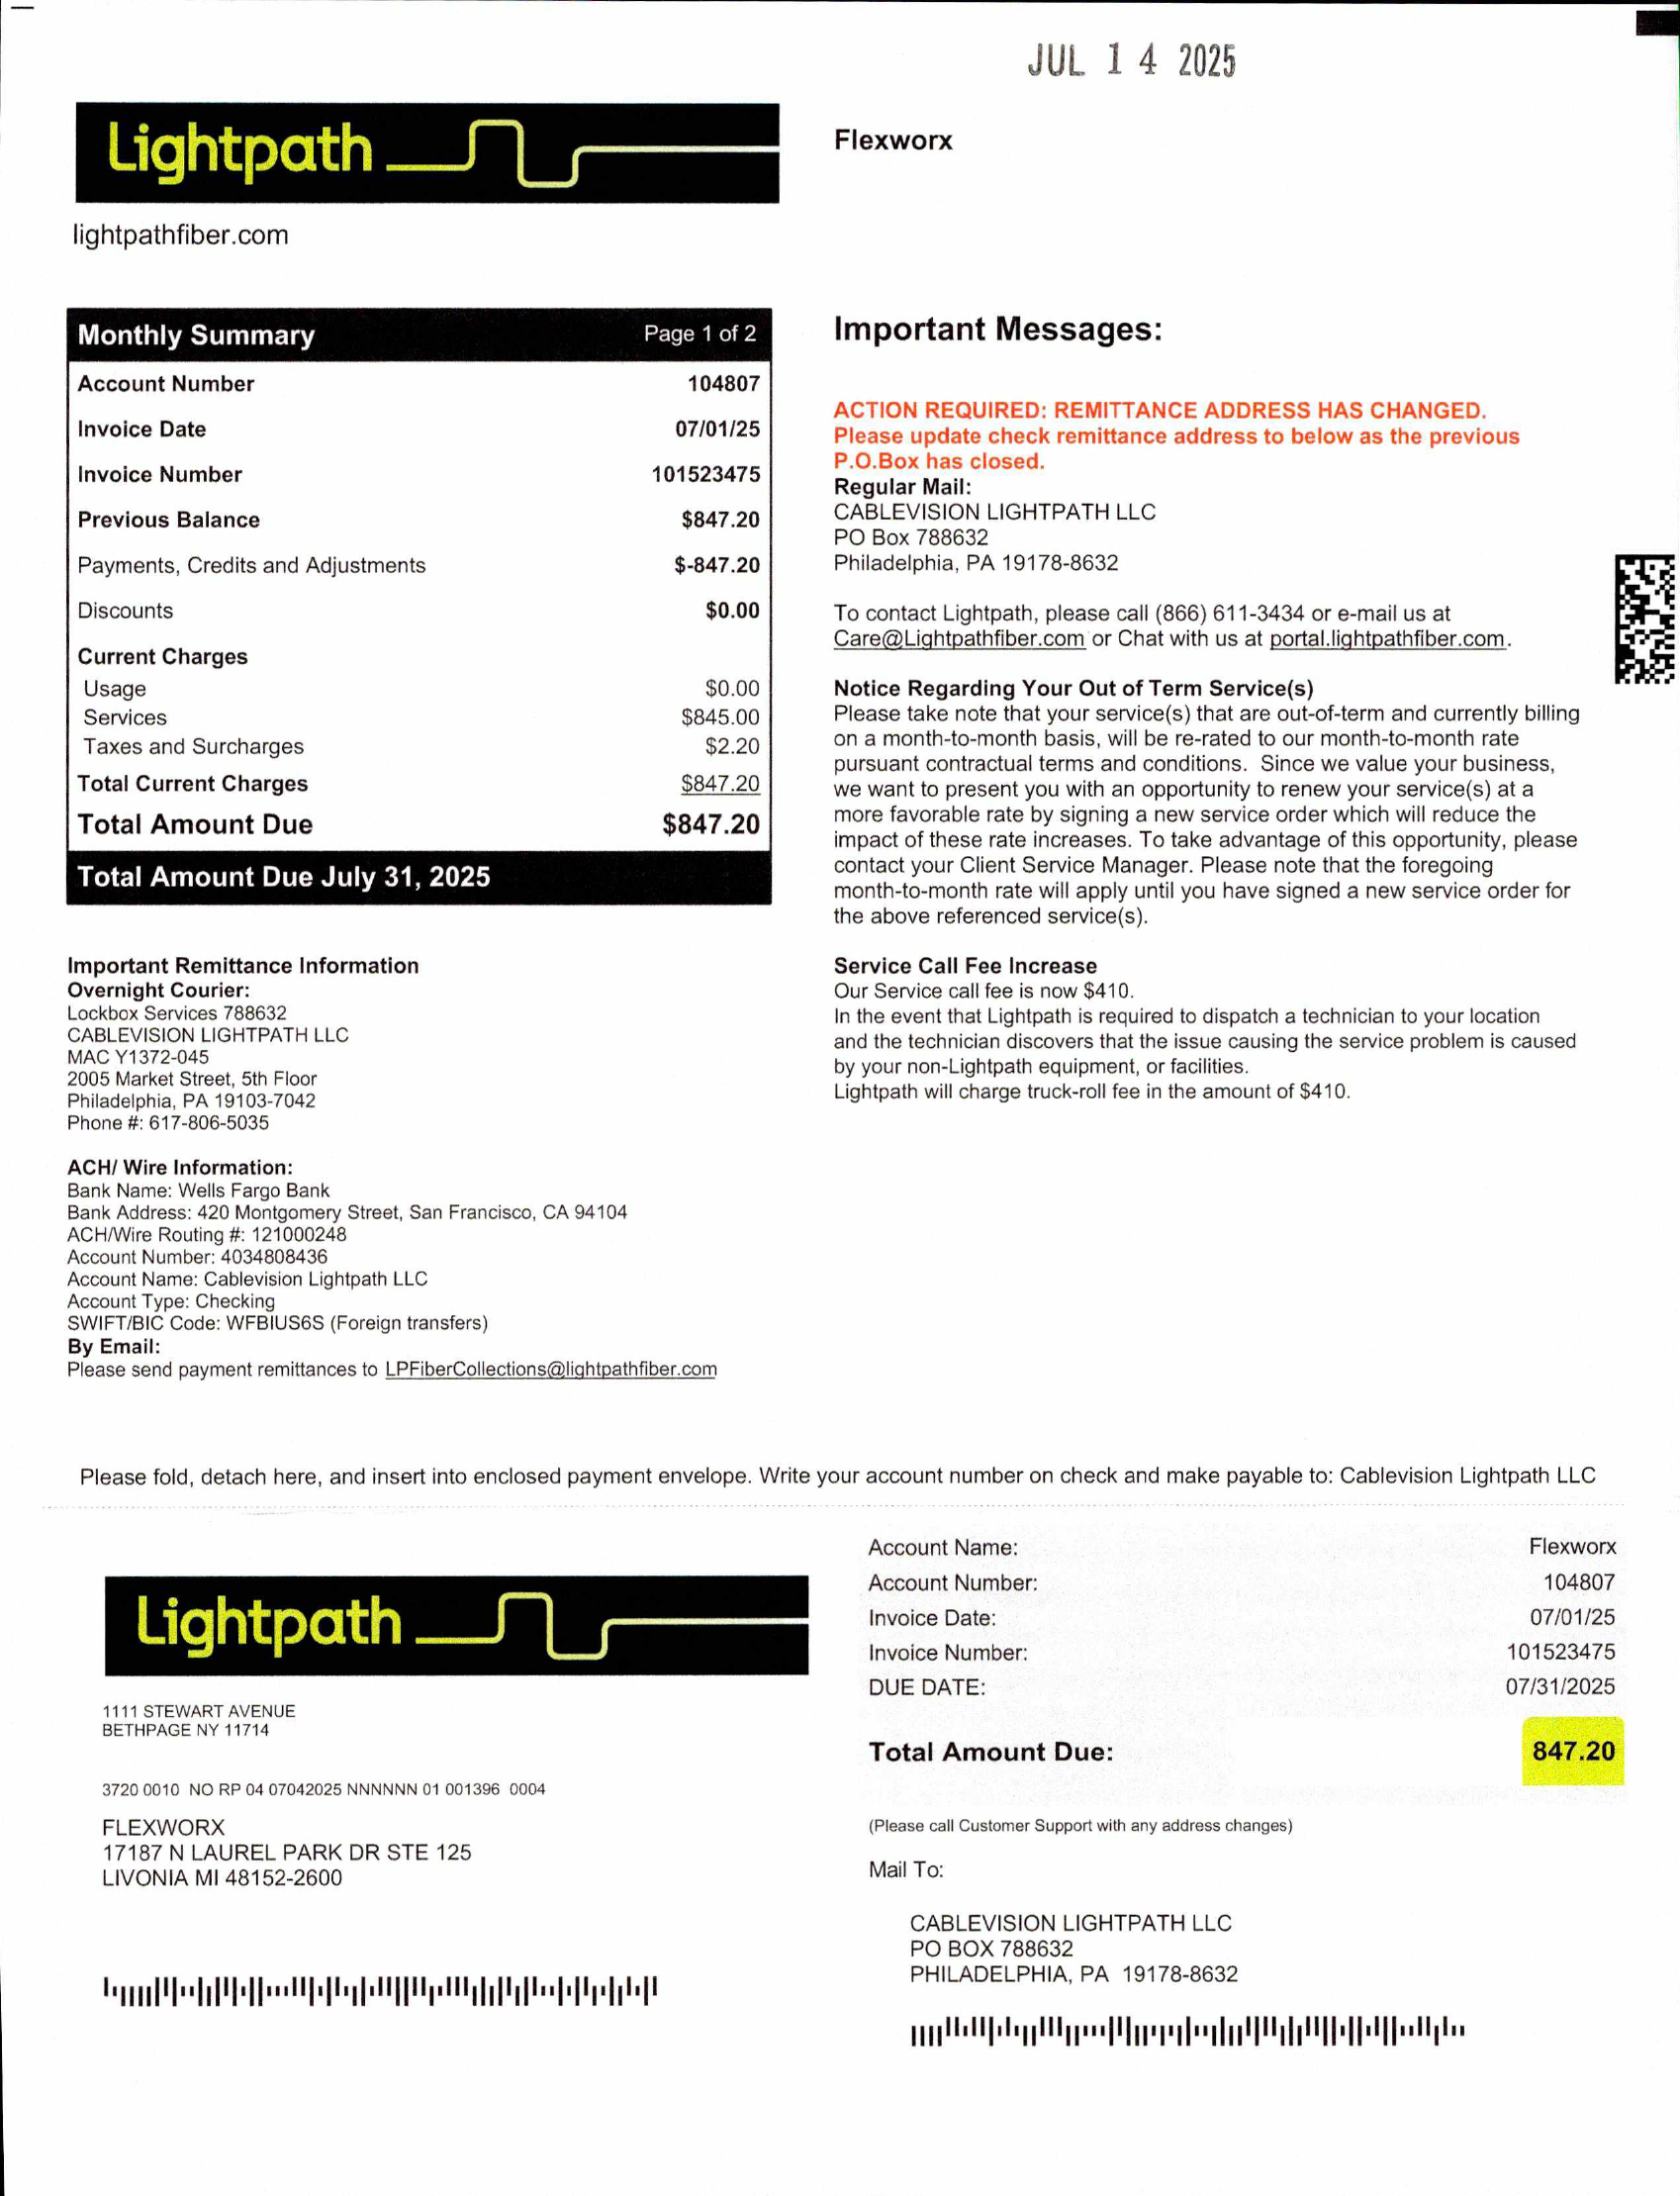 JUL 14 2025
Lightpath
Flexworx
lightpathfiber.com
Monthly Summary Page 1 of 2
Account Number 104807
Invoice Date 07/01/25
Invoice Number 101523475
Previous Balance $847.20
Payments, Credits and Adjustments $-847.20
Discounts $0.00
Current Charges
Usage $0.00
Services $845.00
Taxes and Surcharges $2.20
Total Current Charges $847.20
Total Amount Due $847.20
Total Amount Due July 31, 2025
Important Remittance Information
Overnight Courier:
Lockbox Services 788632
CABLEVISION LIGHTPATH LLC
MAC Y1372-045
2005 Market Street, 5th Floor
Philadelphia, PA 19103-7042
Phone #: 617-806-5035
ACH/ Wire Information:
Bank Name: Wells Fargo Bank
Bank Address: 420 Montgomery Street, San Francisco, CA 94104
ACH/Wire Routing #: 121000248
Account Number: 4034808436
Account Name: Cablevision Lightpath LLC
Account Type: Checking
SWIFT/BIC Code: WFBIUS6S (Foreign transfers)
By Email:
Please send payment remittances to LPFiberCollections@lightpathfiber.com
Important Messages:
ACTION REQUIRED: REMITTANCE ADDRESS HAS CHANGED.
Please update check remittance address to below as the previous
P.O.Box has closed.
Regular Mail:
CABLEVISION LIGHTPATH LLC
PO Box 788632
Philadelphia, PA 19178-8632
To contact Lightpath, please call (866) 611-3434 or e-mail us at
Care@Lightpathfiber.com or Chat with us at portal.lightpathfiber.com.
Notice Regarding Your Out of Term Service(s)
Please take note that your service(s) that are out-of-term and currently billing
on a month-to-month basis, will be re-rated to our month-to-month rate
pursuant contractual terms and conditions. Since we value your business,
we want to present you with an opportunity to renew your service(s) at a
more favorable rate by signing a new service order which will reduce the
impact of these rate increases. To take advantage of this opportunity, please
contact your Client Service Manager. Please note that the foregoing
month-to-month rate will apply until you have signed a new service order for
the above referenced service(s).
Service Call Fee Increase
Our Service call fee is now $410.
In the event that Lightpath is required to dispatch a technician to your location
and the technician discovers that the issue causing the service problem is caused
by your non-Lightpath equipment, or facilities.
Lightpath will charge truck-roll fee in the amount of $410.
Please fold, detach here, and insert into enclosed payment envelope. Write your account number on check and make payable to: Cablevision Lightpath LLC
Lightpath
1111 STEWART AVENUE
BETHPAGE NY 11714
3720 0010 NO RP 04 07042025 NNNNNN 01 001396 0004
FLEXWORX
17187 N LAUREL PARK DR STE 125
LIVONIA MI 48152-2600
Account Name: Flexworx
Account Number: 104807
Invoice Date: 07/01/25
Invoice Number: 101523475
DUE DATE: 07/31/2025
Total Amount Due: 847.20
(Please call Customer Support with any address changes)
Mail To:
CABLEVISION LIGHTPATH LLC
PO BOX 788632
PHILADELPHIA, PA 19178-8632